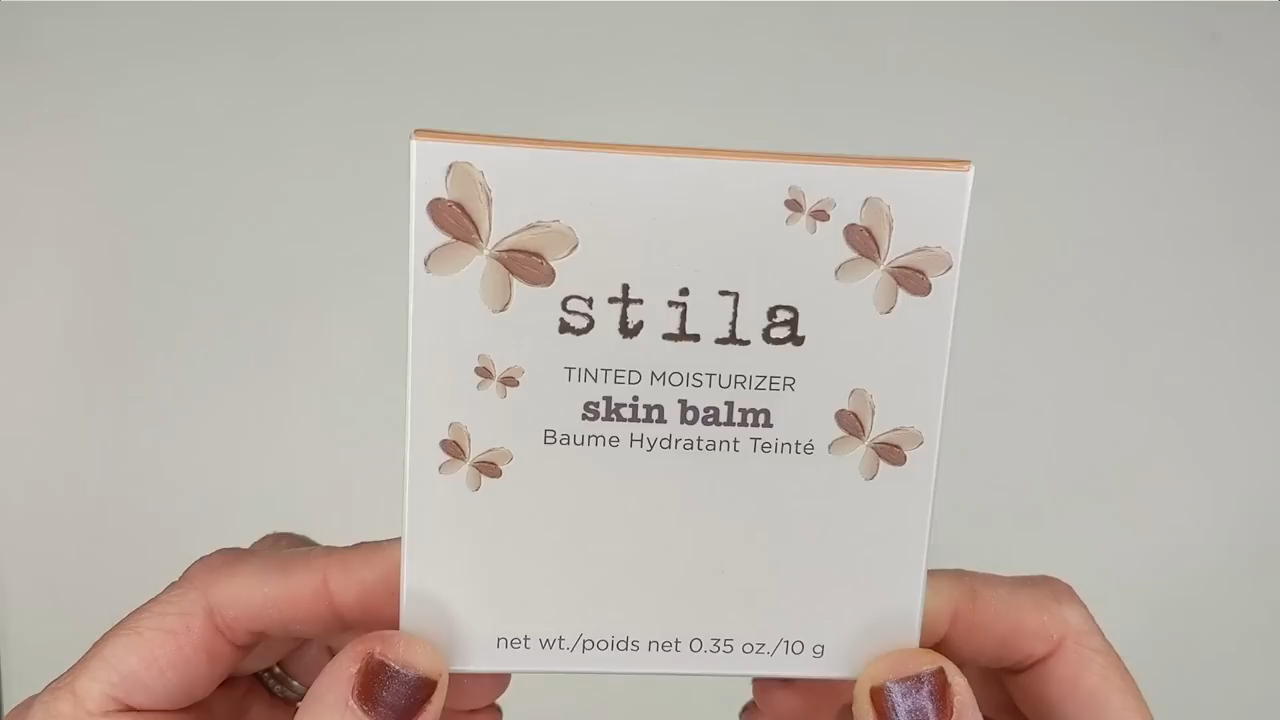 stila
TINTED MOISTURIZER
skin balm
Baume Hydratant Teinté
net wt./poids net 0.35 oz./10 g